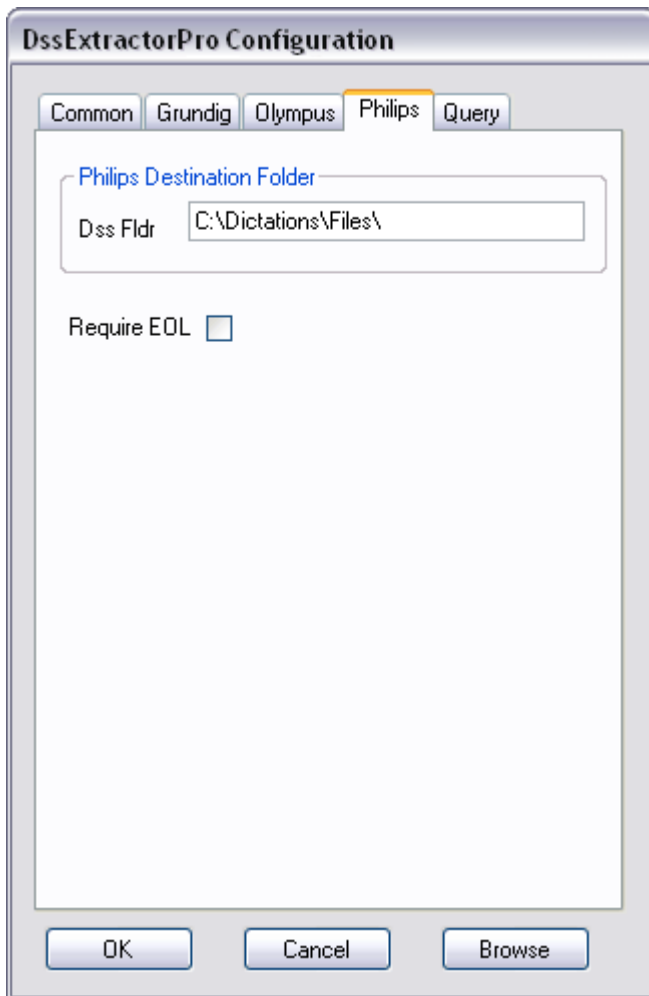 DssExtractorPro Configuration
Common Grundig Olympus Philips Query
Philips Destination Folder
Dss Fldr C:\Dictations\Files\
Require EOL
OK Cancel Browse